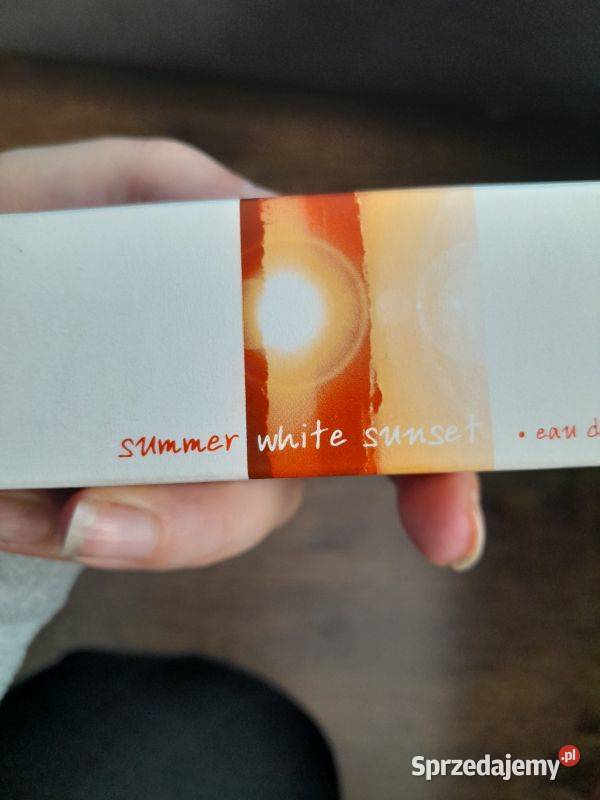 summer white sunset • eau d
Sprzedajemy.pl